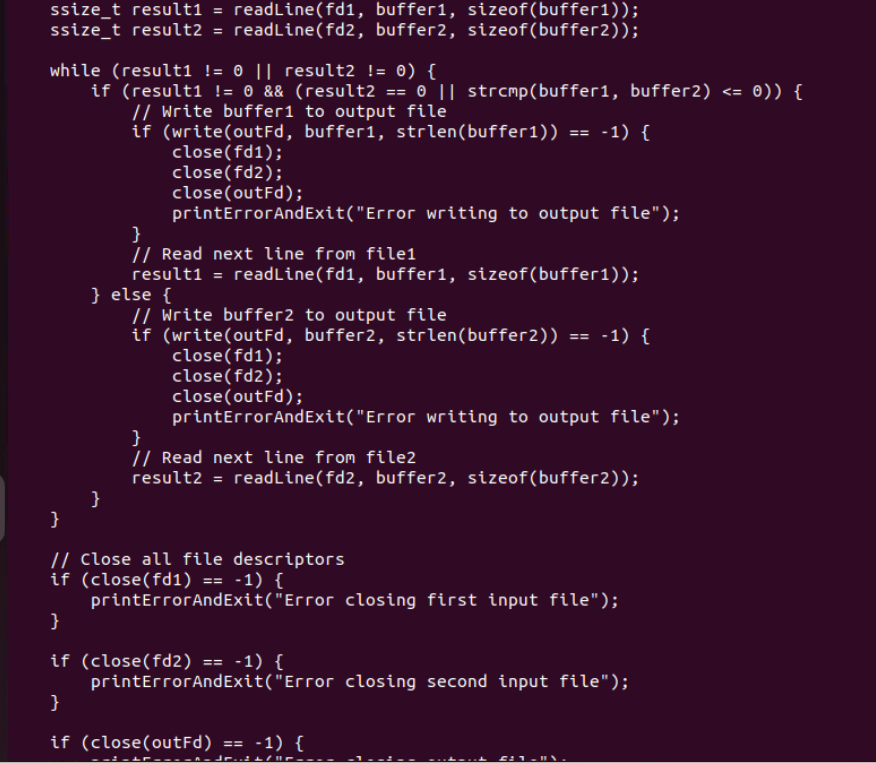 ssize_t result1 = readLine(fd1, buffer1, sizeof(buffer1));
ssize_t result2 = readLine(fd2, buffer2, sizeof(buffer2));

while (result1 != 0 || result2 != 0) {
    if (result1 != 0 && (result2 == 0 || strcmp(buffer1, buffer2) <= 0)) {
        // Write buffer1 to output file
        if (write(outFd, buffer1, strlen(buffer1)) == -1) {
            close(fd1);
            close(fd2);
            close(outFd);
            printErrorAndExit("Error writing to output file");
        }
        // Read next line from file1
        result1 = readLine(fd1, buffer1, sizeof(buffer1));
    } else {
        // Write buffer2 to output file
        if (write(outFd, buffer2, strlen(buffer2)) == -1) {
            close(fd1);
            close(fd2);
            close(outFd);
            printErrorAndExit("Error writing to output file");
        }
        // Read next line from file2
        result2 = readLine(fd2, buffer2, sizeof(buffer2));
    }
}

// Close all file descriptors
if (close(fd1) == -1) {
    printErrorAndExit("Error closing first input file");
}

if (close(fd2) == -1) {
    printErrorAndExit("Error closing second input file");
}

if (close(outFd) == -1) {